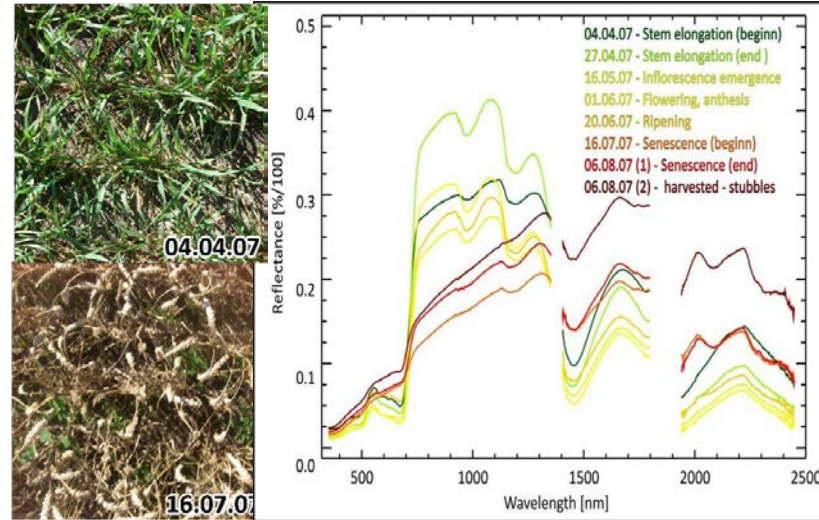 04.04.07
16.07.07
0.5
0.4
0.3
0.2
0.1
0.0
Reflectance [%/100]
04.04.07 - Stem elongation (beginn)
27.04.07 - Stem elongation (end )
16.05.07 - Inflorescence emergence
01.06.07 - Flowering, anthesis
20.06.07 - Ripening
16.07.07 - Senescence (beginn)
06.08.07 (1) - Senescence (end)
06.08.07 (2) - harvested - stubbles
500
1000
1500
2000
2500
Wavelength [nm]